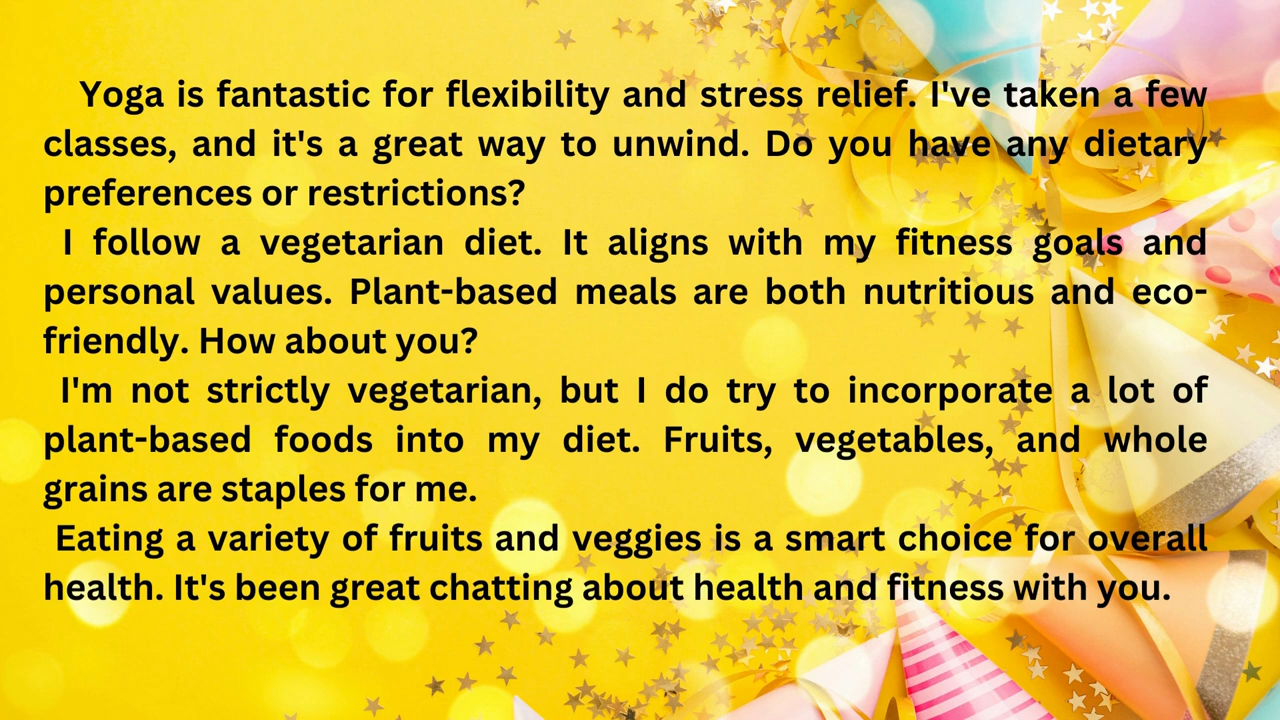 Yoga is fantastic for flexibility and stress relief. I've taken a few
classes, and it's a great way to unwind. Do you have any dietary
preferences or restrictions?
I follow a vegetarian diet. It aligns with my fitness goals and
personal values. Plant-based meals are both nutritious and eco-
friendly. How about you?
I'm not strictly vegetarian, but I do try to incorporate a lot of
plant-based foods into my diet. Fruits, vegetables, and whole
grains are staples for me.
Eating a variety of fruits and veggies is a smart choice for overall
health. It's been great chatting about health and fitness with you.